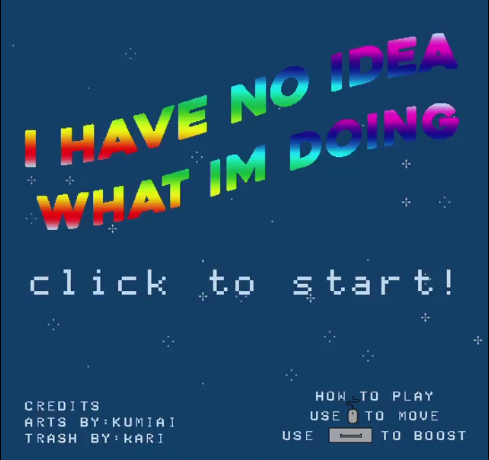 I HAVE NO IDEA
WHAT IM DOING
click to start!
CREDITS
ARTS BY:KUMIAI
TRASH BY:KARI
HOW TO PLAY
USE TO MOVE
USE TO BOOST